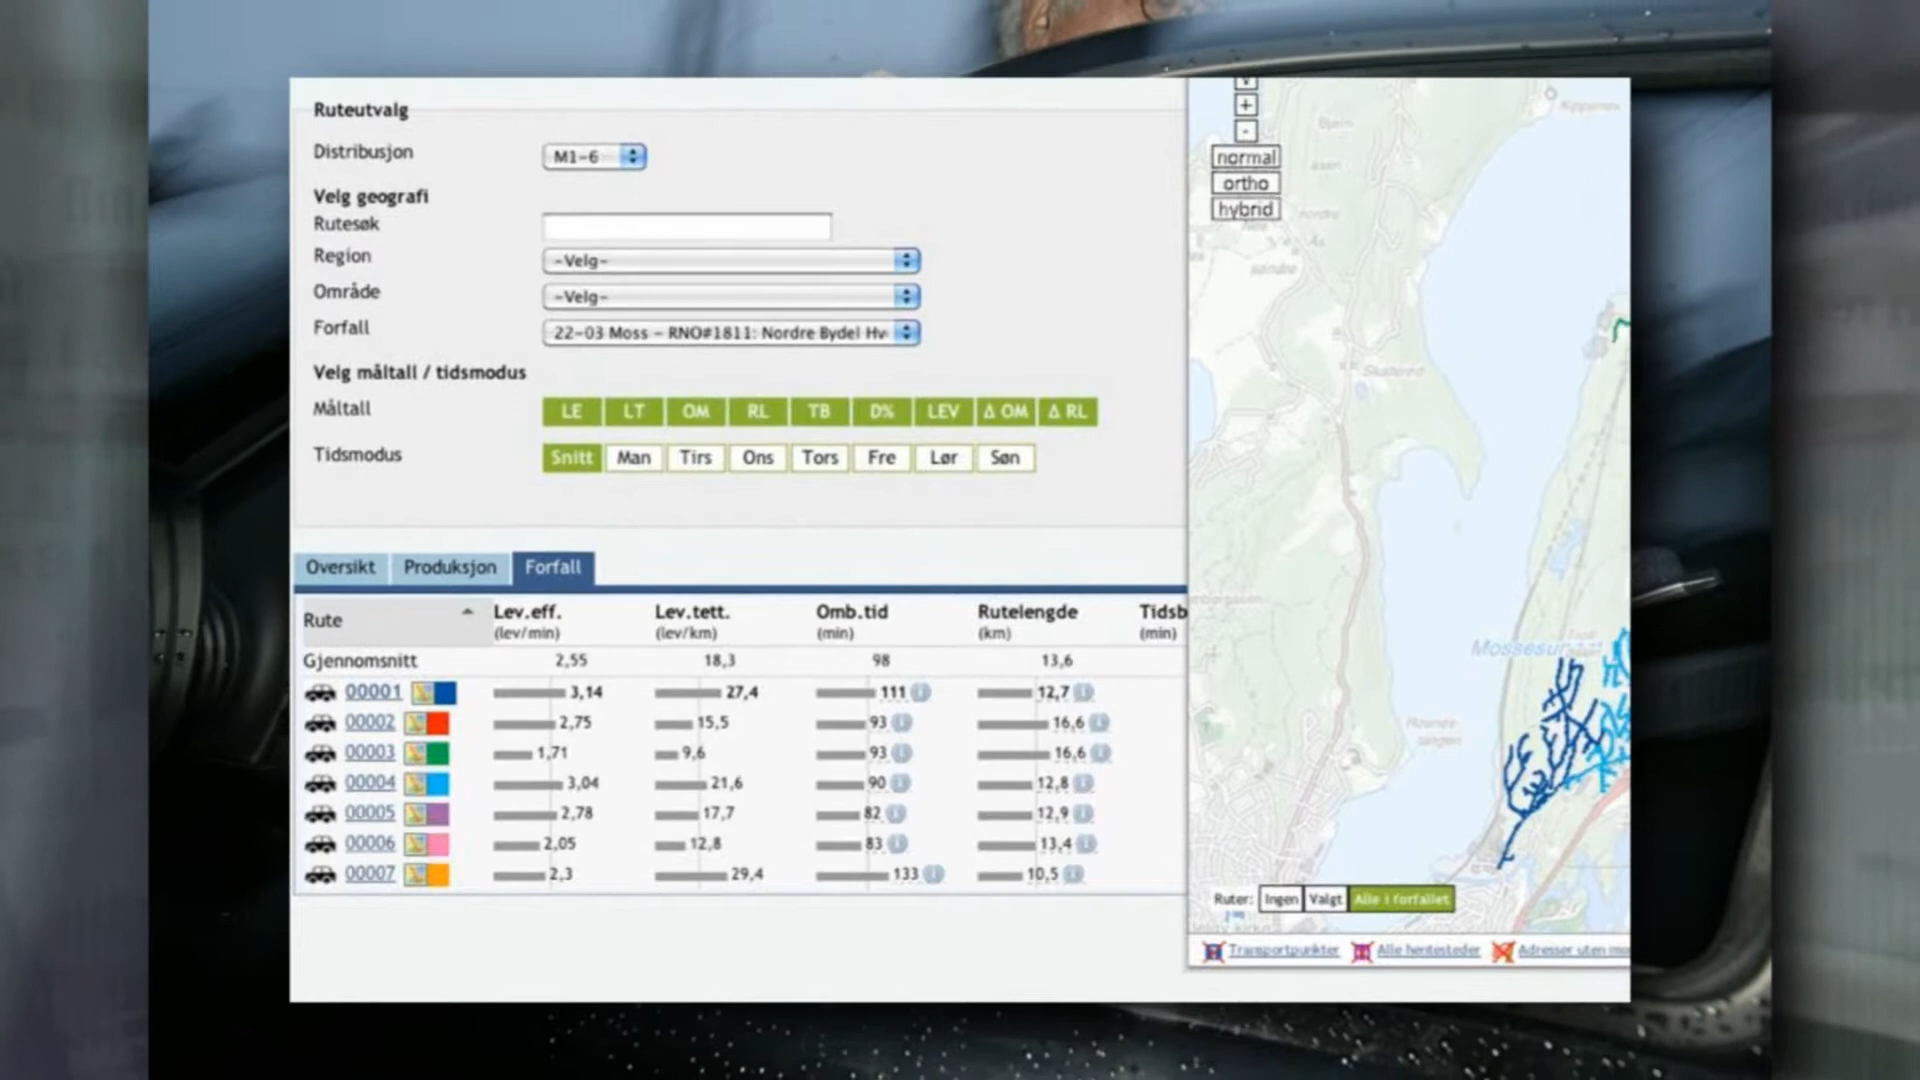 Ruteutvalg
Distribusjon M1-6
Velg geografi
Rutesøk
Region -Velg-
Område -Velg-
Forfall 22-03 Moss - RNO#1811: Nordre Bydel Hv
Velg måltall / tidsmodus
Måltall LE LT OM RL TB D% LEV Δ OM Δ RL
Tidsmodus Snitt Man Tirs Ons Tors Fre Lør Søn
Oversikt Produksjon Forfall
Rute Lev.eff. Lev.tett. Omb.tid Rutelengde Tidsb
(lev/min) (lev/km) (min) (km) (min)
Gjennomsnitt 2,55 18,3 98 13,6
00001 3,14 27,4 111 12,7
00002 2,75 15,5 93 16,6
00003 1,71 9,6 93 16,6
00004 3,04 21,6 90 12,8
00005 2,78 17,7 82 12,9
00006 2,05 12,8 83 13,4
00007 2,3 29,4 133 10,5
+
-
normal
ortho
hybrid
Skallerød
Ruter: Ingen Valgt Alle i forfallet
Transportpunkter Alle hentesteder Adresser uten